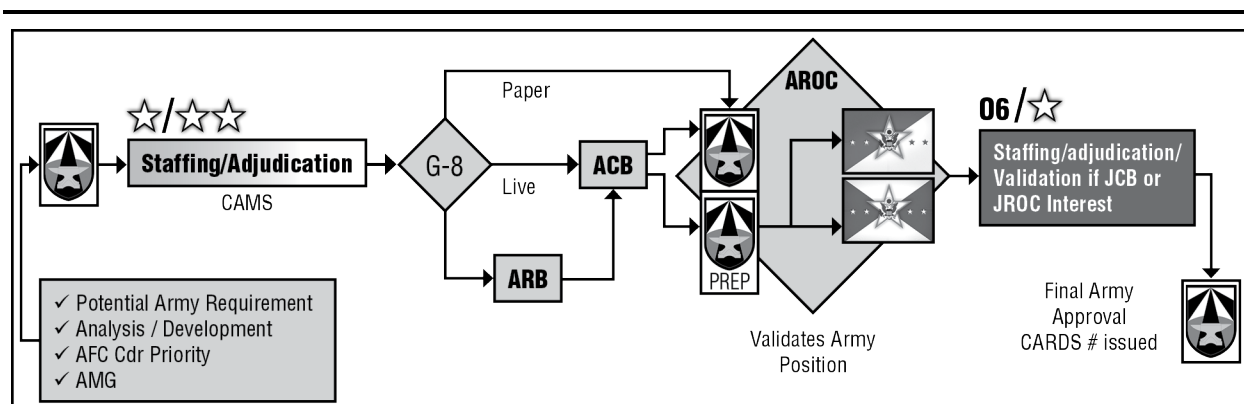 Staffing/Adjudication
CAMS
✓ Potential Army Requirement
✓ Analysis / Development
✓ AFC Cdr Priority
✓ AMG
G-8
Paper
Live
ARB
ACB
AROC
PREP
Validates Army
Position
06/
Staffing/adjudication/
Validation if JCB or
JROC Interest
Final Army
Approval
CARDS # issued